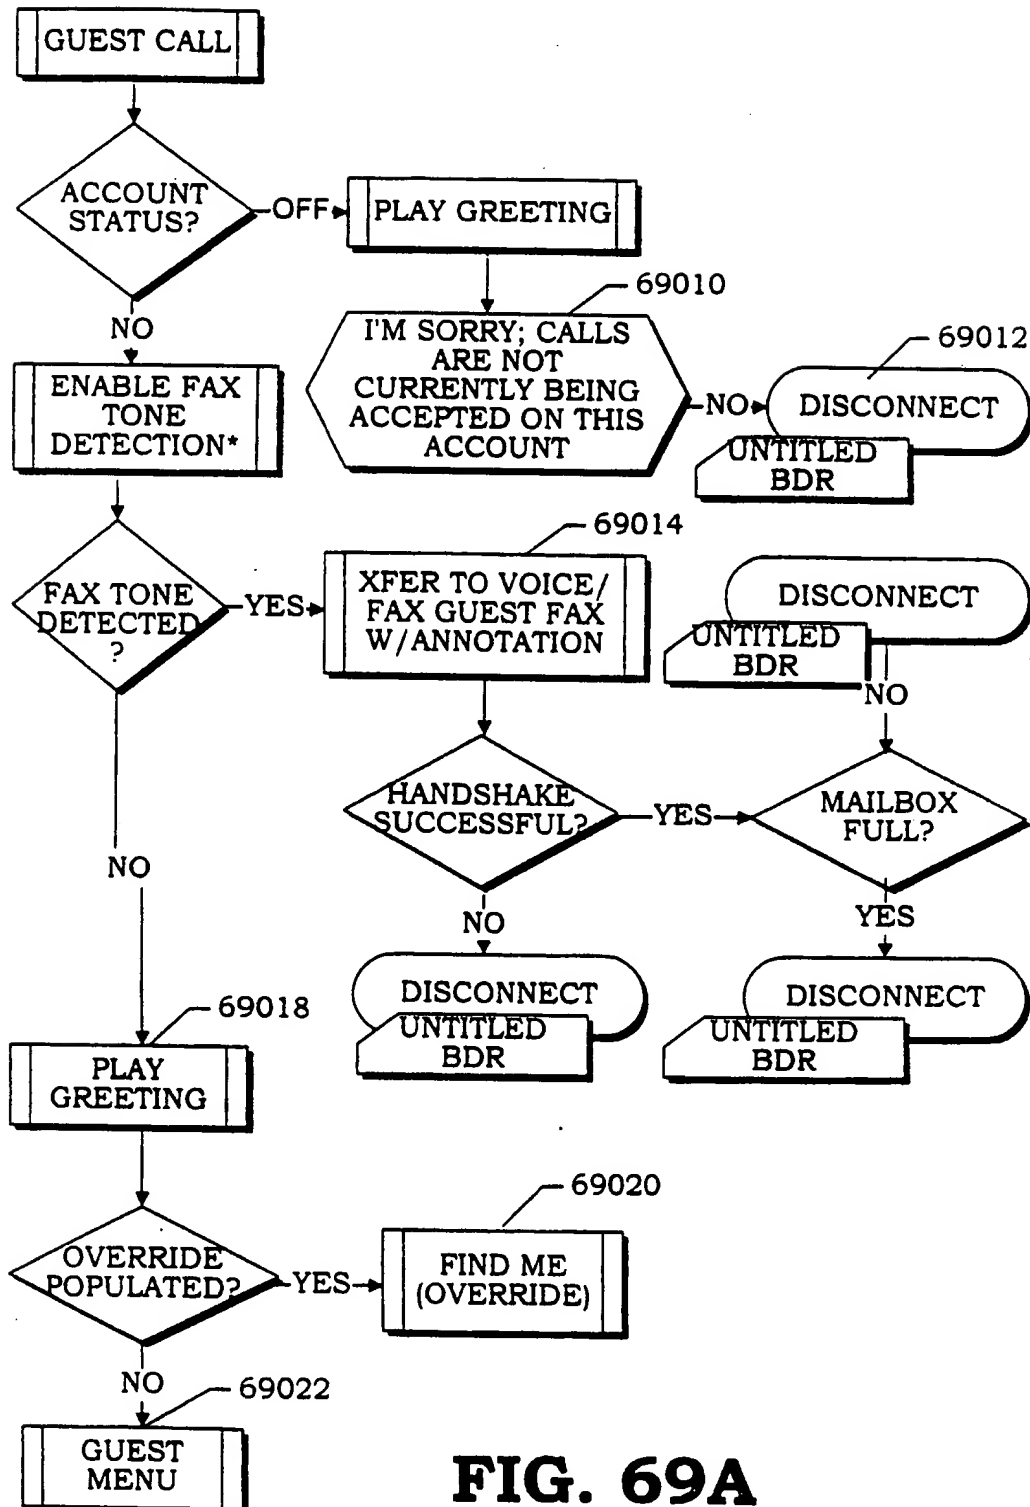 GUEST CALL
ACCOUNT
STATUS?
OFF
PLAY GREETING
69010
I'M SORRY; CALLS
ARE NOT
CURRENTLY BEING
ACCEPTED ON THIS
ACCOUNT
NO
69012
DISCONNECT
UNTITLED
BDR
NO
ENABLE FAX
TONE
DETECTION*
FAX TONE
DETECTED
?
YES
69014
XFER TO VOICE/
FAX GUEST FAX
W/ANNOTATION
DISCONNECT
UNTITLED
BDR
NO
HANDSHAKE
SUCCESSFUL?
YES
MAILBOX
FULL?
NO
DISCONNECT
UNTITLED
BDR
YES
DISCONNECT
UNTITLED
BDR
NO
69018
PLAY
GREETING
OVERRIDE
POPULATED?
YES
69020
FIND ME
(OVERRIDE)
NO
69022
GUEST
MENU
FIG. 69A